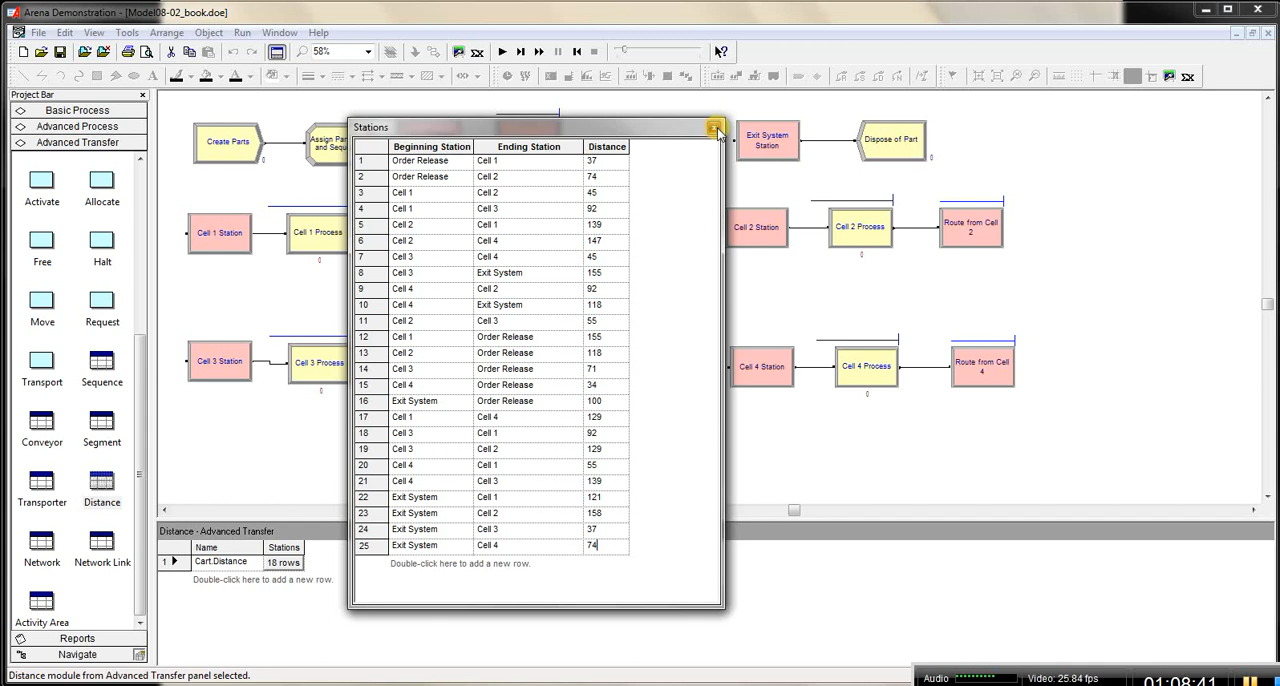 Arena Demonstration - [Model08-02_book.doe]
File Edit View Tools Arrange Object Run Window Help
58%
Project Bar
Basic Process
Advanced Process
Advanced Transfer
Activate Allocate
Free Halt
Move Request
Transport Sequence
Conveyor Segment
Transporter Distance
Network Network Link
Activity Area
Reports
Navigate
Create Parts
0
Assign Par
and Sequ
Exit System
Station
Dispose of Part
0
Cell 1 Station
Cell 1 Process
0
Cell 2 Station
Cell 2 Process
0
Route from Cell
2
Cell 3 Station
Cell 3 Process
0
Cell 4 Station
Cell 4 Process
0
Route from Cell
4
Stations
Beginning Station Ending Station Distance
1 Order Release Cell 1 37
2 Order Release Cell 2 74
3 Cell 1 Cell 2 45
4 Cell 1 Cell 3 92
5 Cell 2 Cell 1 139
6 Cell 2 Cell 4 147
7 Cell 3 Cell 4 45
8 Cell 3 Exit System 155
9 Cell 4 Cell 2 92
10 Cell 4 Exit System 118
11 Cell 2 Cell 3 55
12 Cell 1 Order Release 155
13 Cell 2 Order Release 118
14 Cell 3 Order Release 71
15 Cell 4 Order Release 34
16 Exit System Order Release 100
17 Cell 1 Cell 4 129
18 Cell 3 Cell 1 92
19 Cell 3 Cell 2 129
20 Cell 4 Cell 1 55
21 Cell 4 Cell 3 139
22 Exit System Cell 1 121
23 Exit System Cell 2 158
24 Exit System Cell 3 37
25 Exit System Cell 4 74
Double-click here to add a new row.
Distance - Advanced Transfer
Name Stations
1 Cart.Distance 18 rows
Double-click here to add a new row.
Distance module from Advanced Transfer panel selected.
Audio Video: 25.84 fps 01:08:41